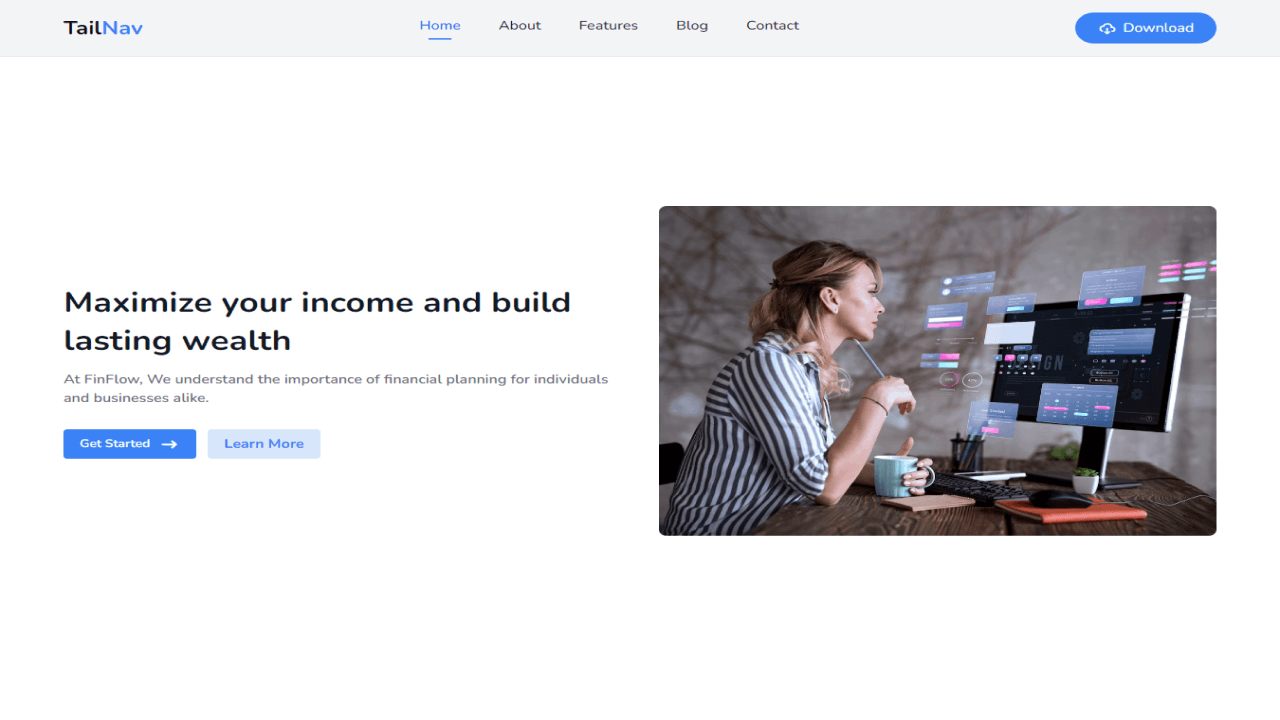 TailNav
Home About Features Blog Contact
Download
Maximize your income and build
lasting wealth
At FinFlow, We understand the importance of financial planning for individuals
and businesses alike.
Get Started
Learn More